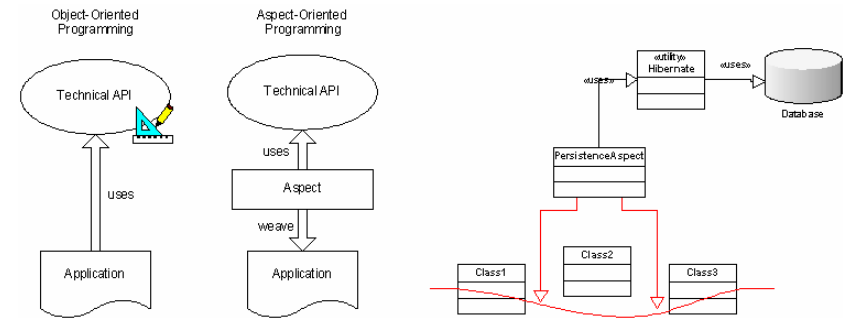 Object-Oriented
Programming
Technical API
uses
Application
Aspect-Oriented
Programming
Technical API
uses
Aspect
weave
Application
«utility»
Hibernate
«uses»
«uses»
Database
PersistenceAspect
Class1
Class2
Class3